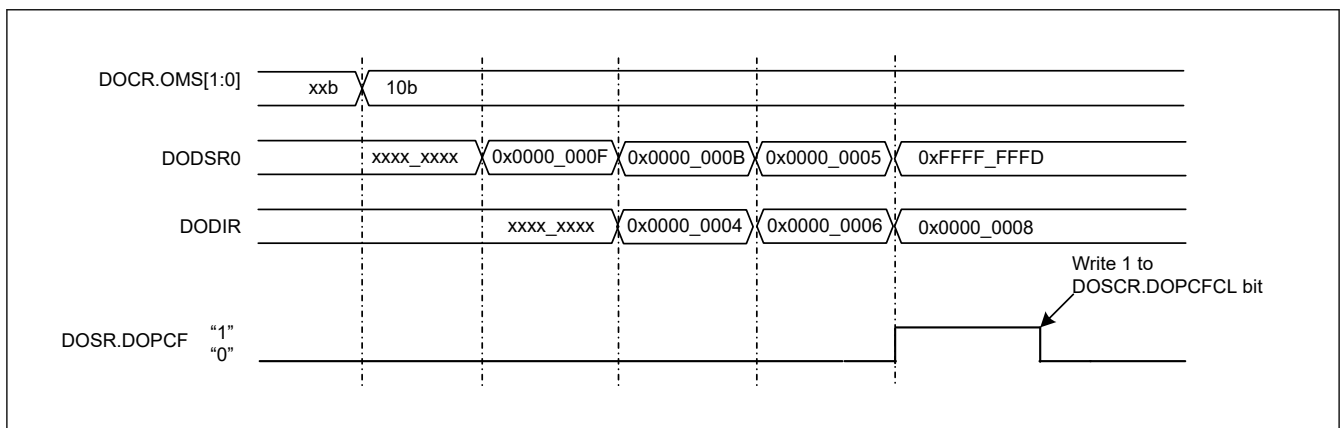 DOCR.OMS[1:0] xxb 10b
DODSR0 xxxx_xxxx 0x0000_000F 0x0000_000B 0x0000_0005 0xFFFF_FFFD
DODIR xxxx_xxxx 0x0000_0004 0x0000_0006 0x0000_0008
Write 1 to
DOSCR.DOPCFCL bit
DOSR.DOPCF “1”
“0”